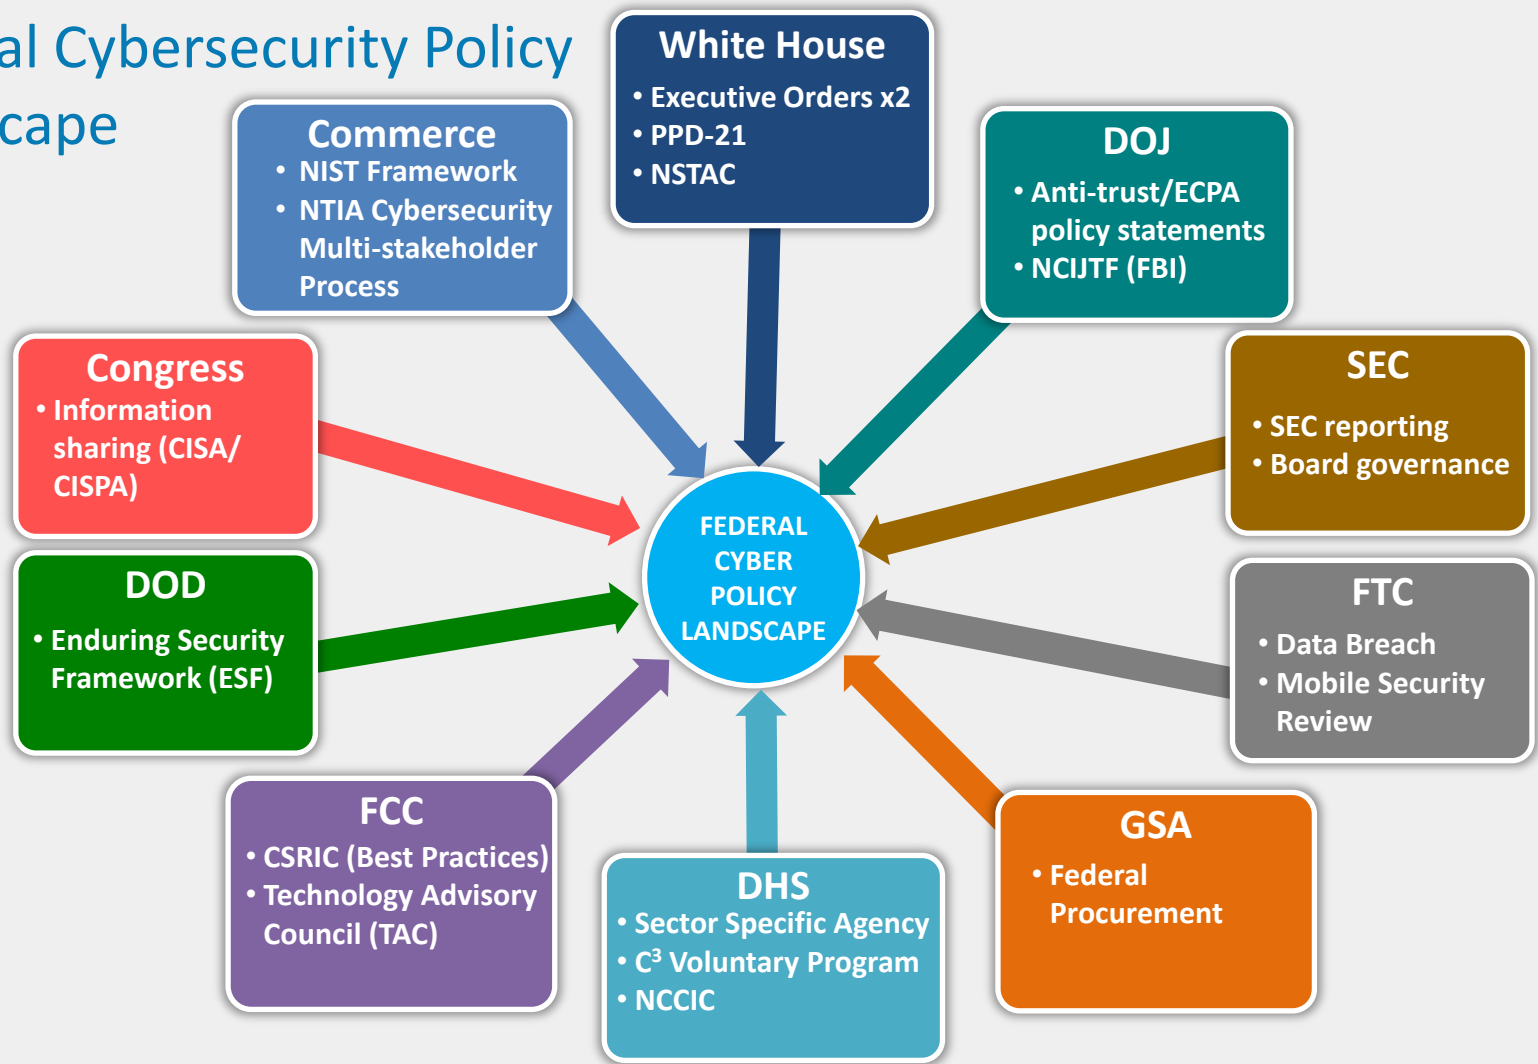 al Cybersecurity Policy
cape
White House
• Executive Orders x2
• PPD-21
• NSTAC
Commerce
• NIST Framework
• NTIA Cybersecurity
Multi-stakeholder
Process
DOJ
• Anti-trust/ECPA
policy statements
• NCIJTF (FBI)
Congress
• Information
sharing (CISA/
CISPA)
SEC
• SEC reporting
• Board governance
FEDERAL
CYBER
POLICY
LANDSCAPE
DOD
• Enduring Security
Framework (ESF)
FTC
• Data Breach
• Mobile Security
Review
FCC
• CSRIC (Best Practices)
• Technology Advisory
Council (TAC)
DHS
• Sector Specific Agency
• C³ Voluntary Program
• NCCIC
GSA
• Federal
Procurement